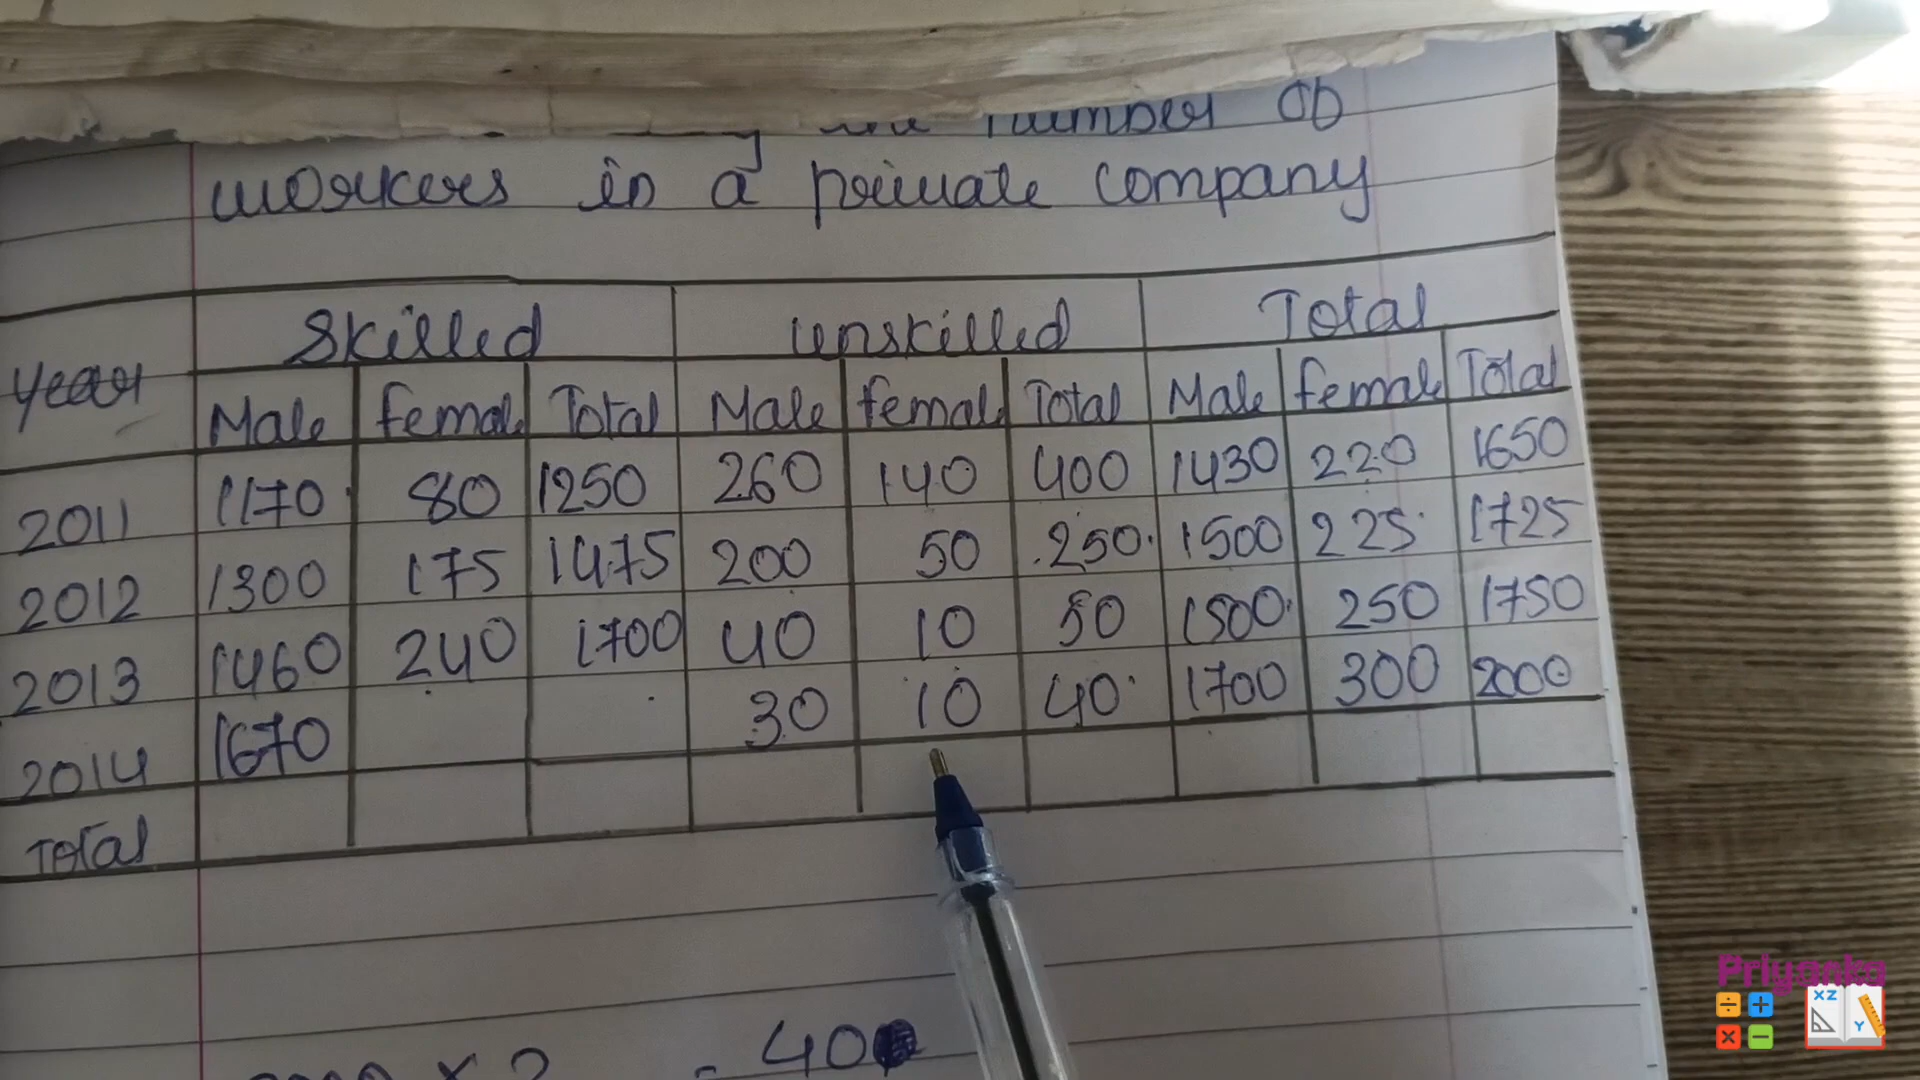 number of
workers in a private company
Year Skilled unskilled Total
Male female Total Male female Total Male female Total
2011 1170 80 1250 260 140 400 1430 220 1650
2012 1300 175 1475 200 50 250 1500 225 1725
2013 1460 240 1700 40 10 50 1500 250 1750
2014 1670 30 10 40 1700 300 2000
Total
40
Priyanka
XZ
Y